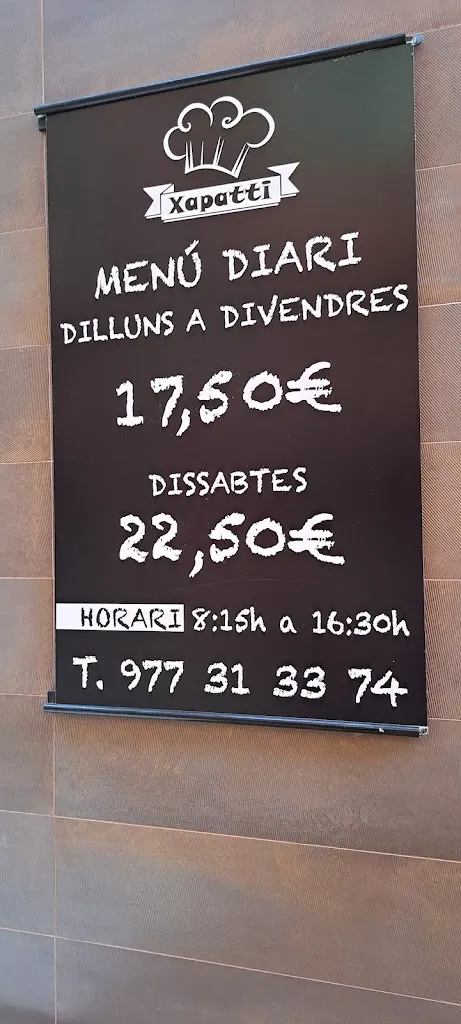 Xapatti
MENÚ DIARI
DILLUNS A DIVENDRES
17,50€
DISSABTES
22,50€
HORARI 8:15h a 16:30h
T. 977 31 33 74